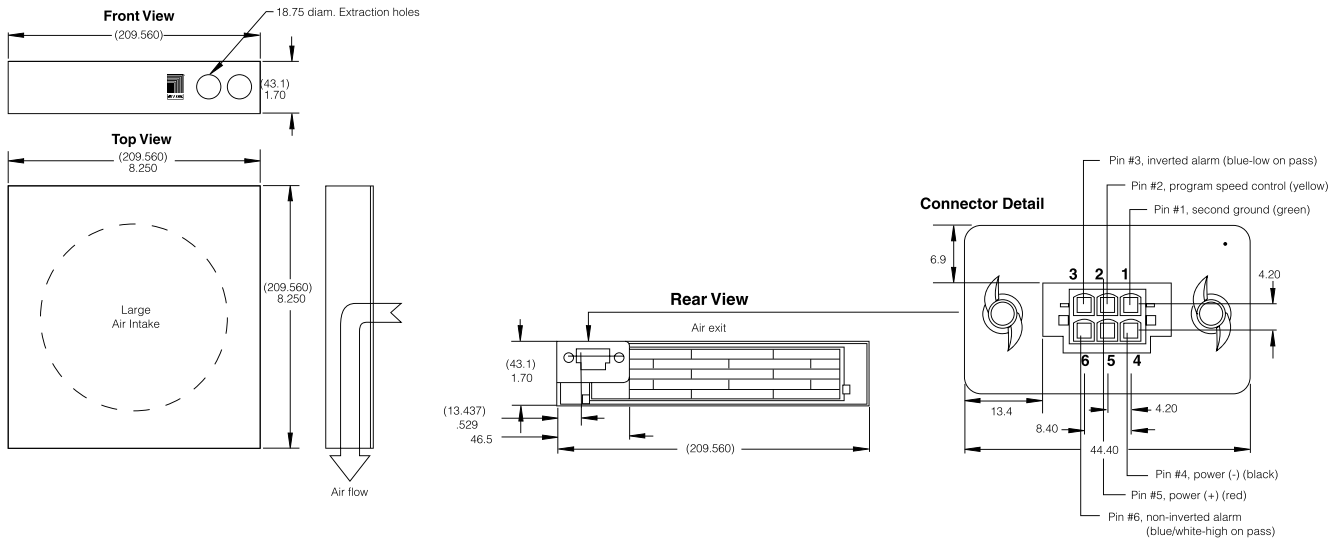 Front View
18.75 diam. Extraction holes
(209.560)
(43.1)
1.70
Top View
(209.560)
8.250
Large
Air Intake
(209.560)
8.250
Air flow
Rear View
Air exit
(43.1)
1.70
(13.437)
.529
46.5
(209.560)
Connector Detail
Pin #3, inverted alarm (blue-low on pass)
Pin #2, program speed control (yellow)
Pin #1, second ground (green)
6.9
3 2 1
4.20
6 5 4
13.4
4.20
8.40
44.40
Pin #4, power (-) (black)
Pin #5, power (+) (red)
Pin #6, non-inverted alarm
(blue/white-high on pass)